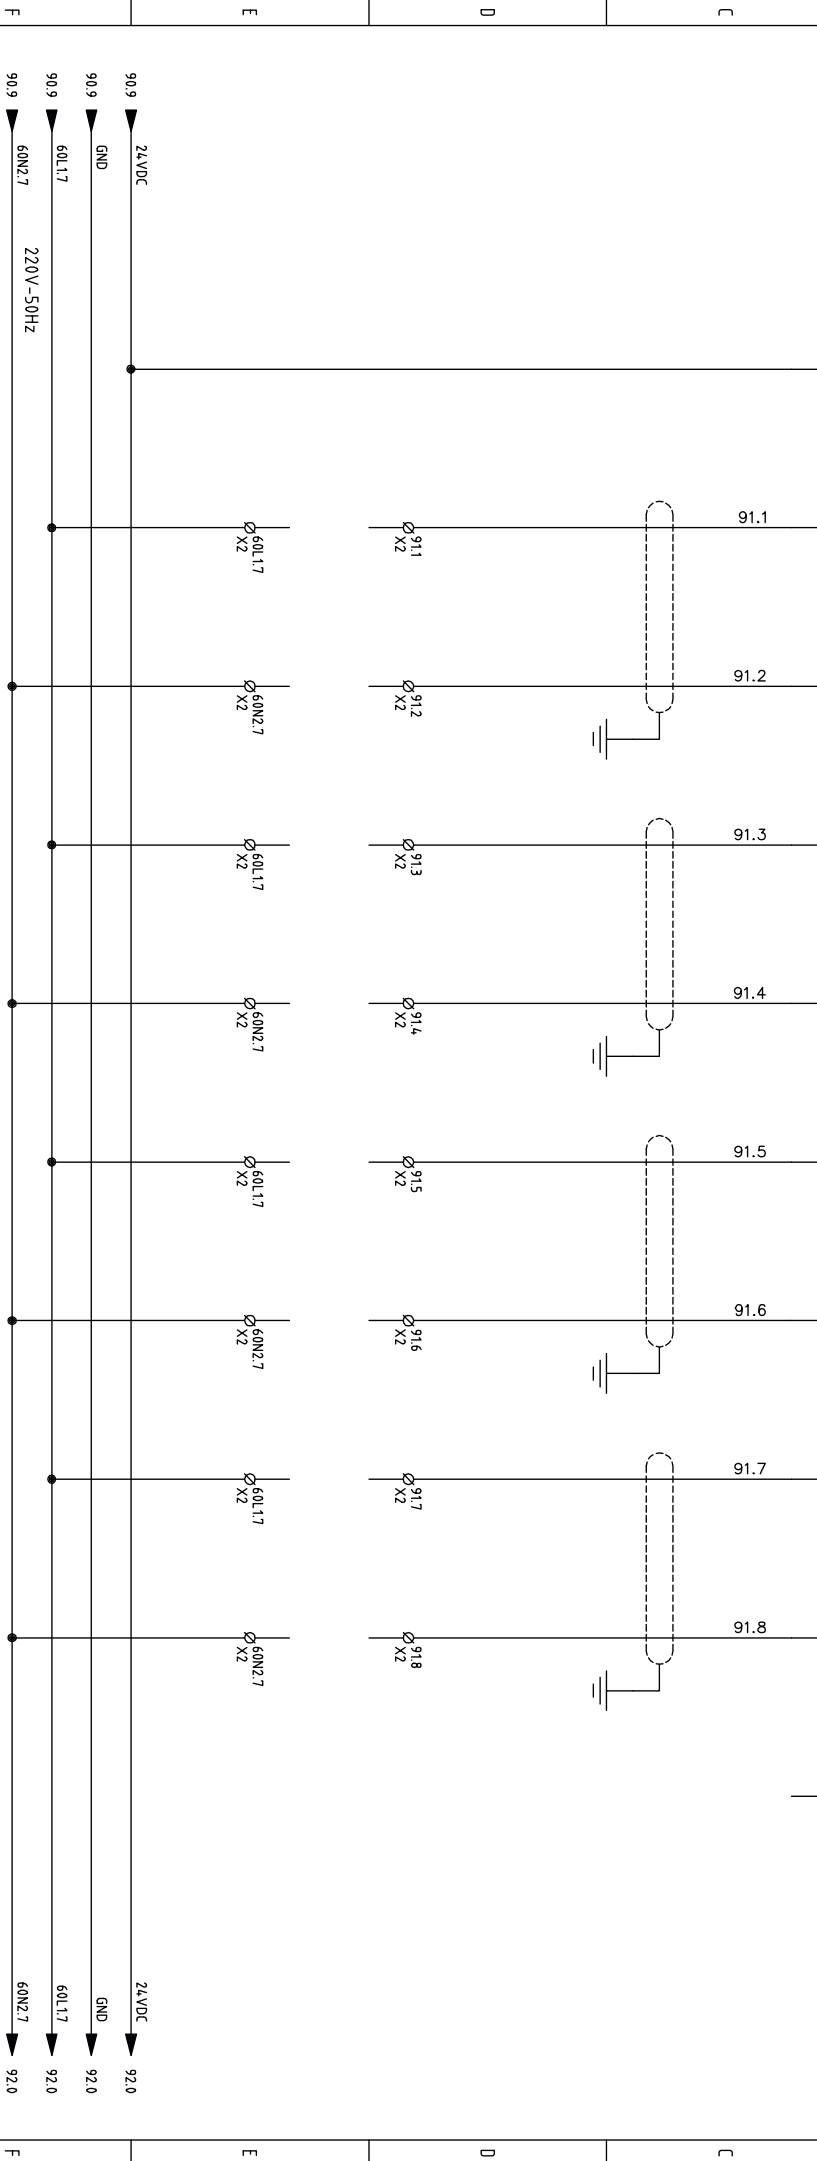 F
E
D
C
90.9
90.9
90.9
90.9
60N2.7
60L1.7
GND
24VDC
220V-50Hz
91.1
60L1.7
X2
91.1
X2
91.2
60N2.7
X2
91.2
X2
91.3
60L1.7
X2
91.3
X2
91.4
60N2.7
X2
91.4
X2
91.5
60L1.7
X2
91.5
X2
91.6
60N2.7
X2
91.6
X2
91.7
60L1.7
X2
91.7
X2
91.8
60N2.7
X2
91.8
X2
60N2.7
60L1.7
GND
24VDC
92.0
92.0
92.0
92.0
F
E
D
C